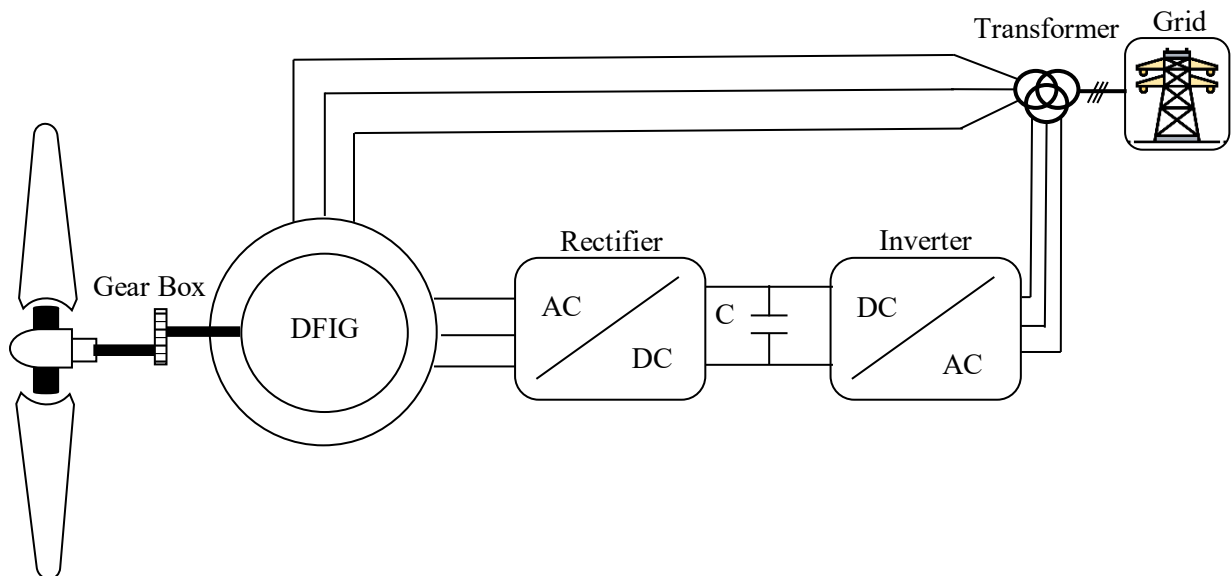 Grid
Transformer
Rectifier
Inverter
Gear Box
AC
DC
C
DC
AC
DFIG